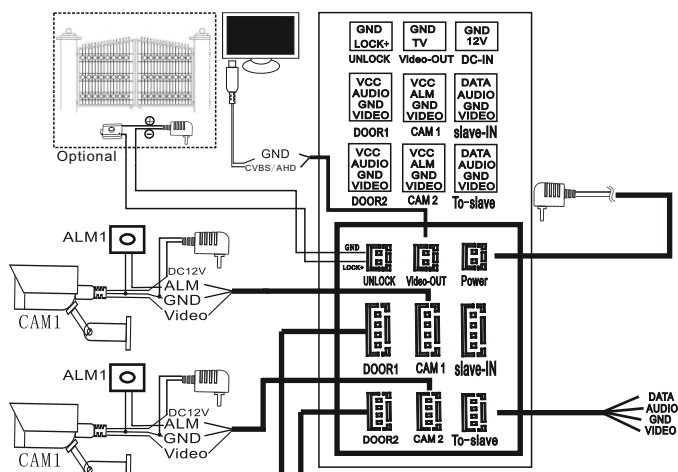 GND
LOCK+
UNLOCK
GND
TV
Video-OUT
GND
12V
DC-IN
VCC
AUDIO
GND
VIDEO
DOOR1
VCC
ALM
GND
VIDEO
CAM 1
DATA
AUDIO
GND
VIDEO
slave-IN
VCC
AUDIO
GND
VIDEO
DOOR2
VCC
ALM
GND
VIDEO
CAM 2
DATA
AUDIO
GND
VIDEO
To-slave
Optional
GND
CVBS/AHD
GND
LOCK+
UNLOCK
Video-OUT
Power
ALM1
DC12V
ALM
GND
Video
CAM1
DOOR1
CAM 1
slave-IN
ALM1
DC12V
ALM
GND
Video
CAM1
DOOR2
CAM 2
To-slave
DATA
AUDIO
GND
VIDEO